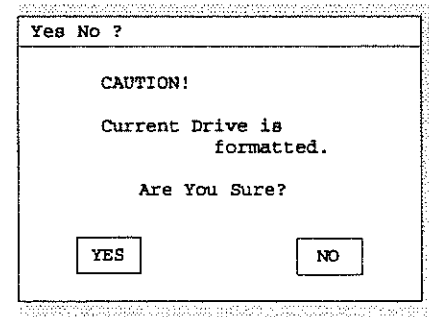 Yes No ?
CAUTION!
Current Drive is
formatted.
Are You Sure?
YES
NO